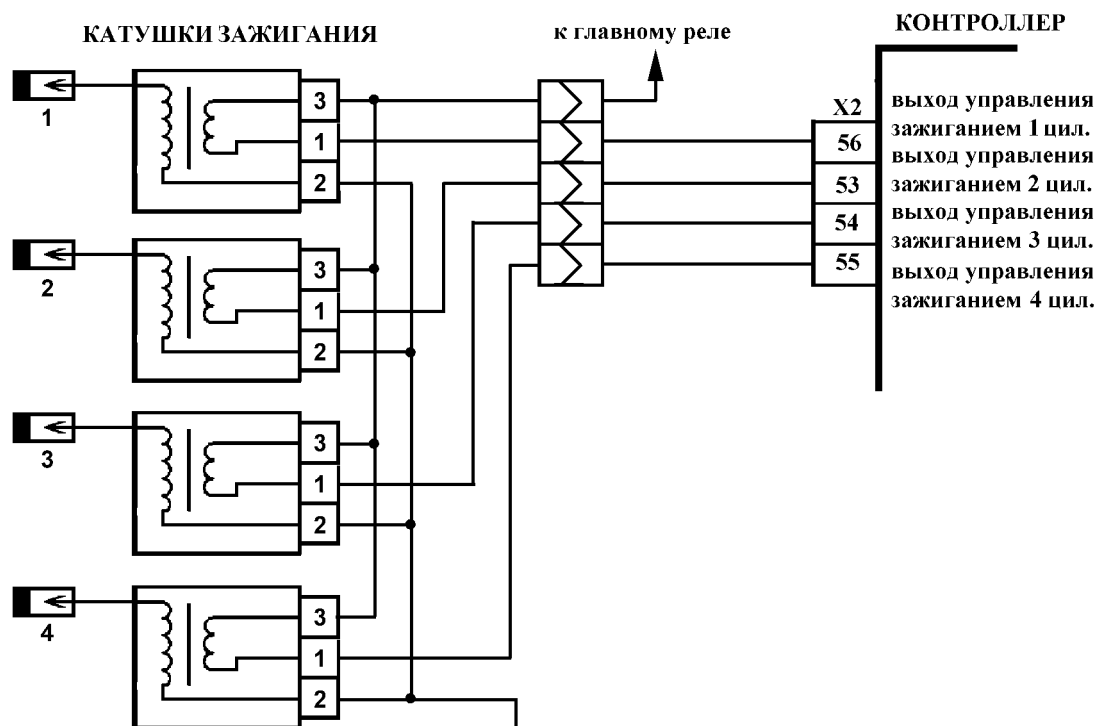 КАТУШКИ ЗАЖИГАНИЯ
к главному реле
КОНТРОЛЛЕР
1
3
1
2
X2
56
53
54
55
выход управления
зажиганием 1 цил.
выход управления
зажиганием 2 цил.
выход управления
зажиганием 3 цил.
выход управления
зажиганием 4 цил.
2
3
1
2
3
3
1
2
4
3
1
2